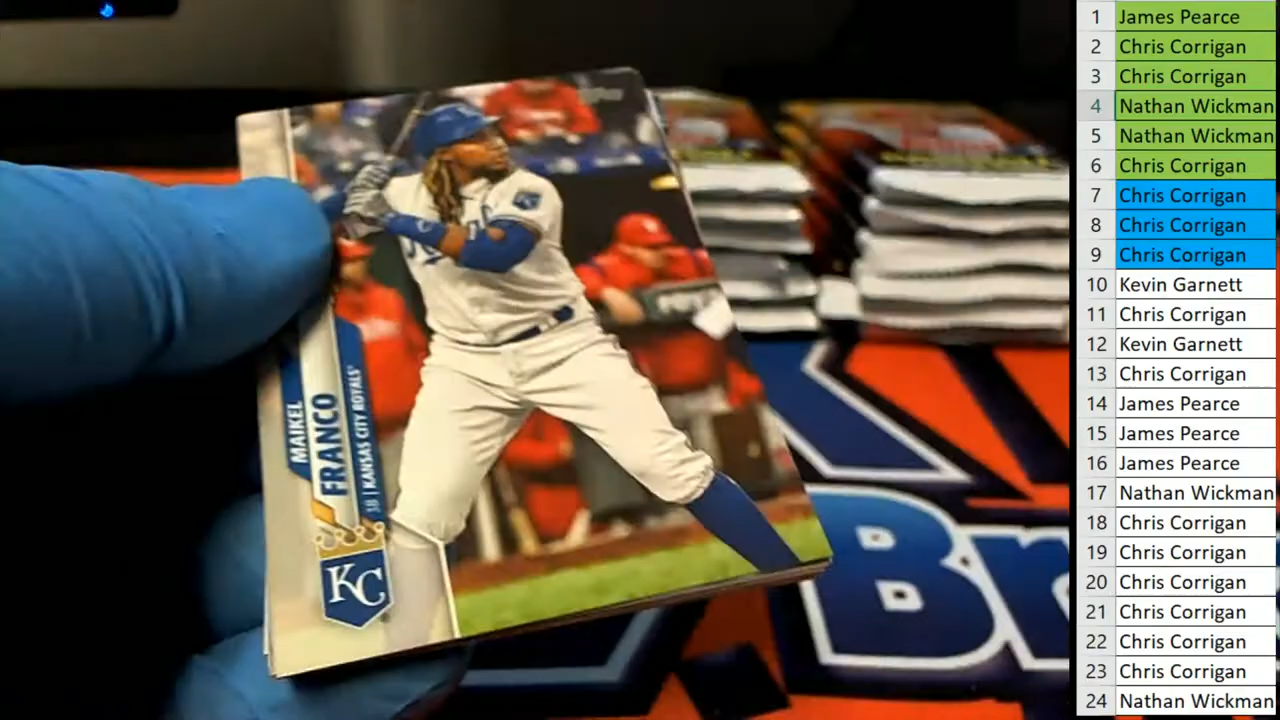 MAIKEL
FRANCO
3B | KANSAS CITY ROYALS
KC
Br
1 James Pearce
2 Chris Corrigan
3 Chris Corrigan
4 Nathan Wickman
5 Nathan Wickman
6 Chris Corrigan
7 Chris Corrigan
8 Chris Corrigan
9 Chris Corrigan
10 Kevin Garnett
11 Chris Corrigan
12 Kevin Garnett
13 Chris Corrigan
14 James Pearce
15 James Pearce
16 James Pearce
17 Nathan Wickman
18 Chris Corrigan
19 Chris Corrigan
20 Chris Corrigan
21 Chris Corrigan
22 Chris Corrigan
23 Chris Corrigan
24 Nathan Wickman